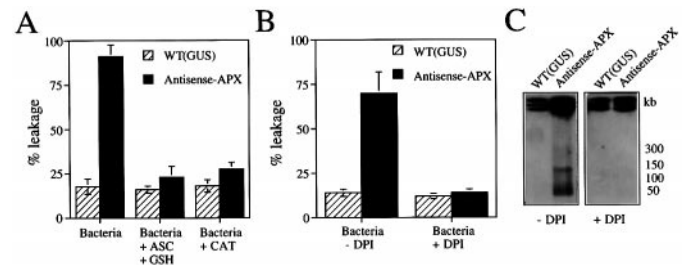 A
% leakage
100
75
50
25
0
WT(GUS)
Antisense-APX
Bacteria
Bacteria
+ ASC
+ GSH
Bacteria
+ CAT
B
% leakage
100
75
50
25
0
WT(GUS)
Antisense-APX
Bacteria
- DPI
Bacteria
+ DPI
C
WT(GUS)
Antisense-APX
WT(GUS)
Antisense-APX
kb
300
150
100
50
- DPI
+ DPI